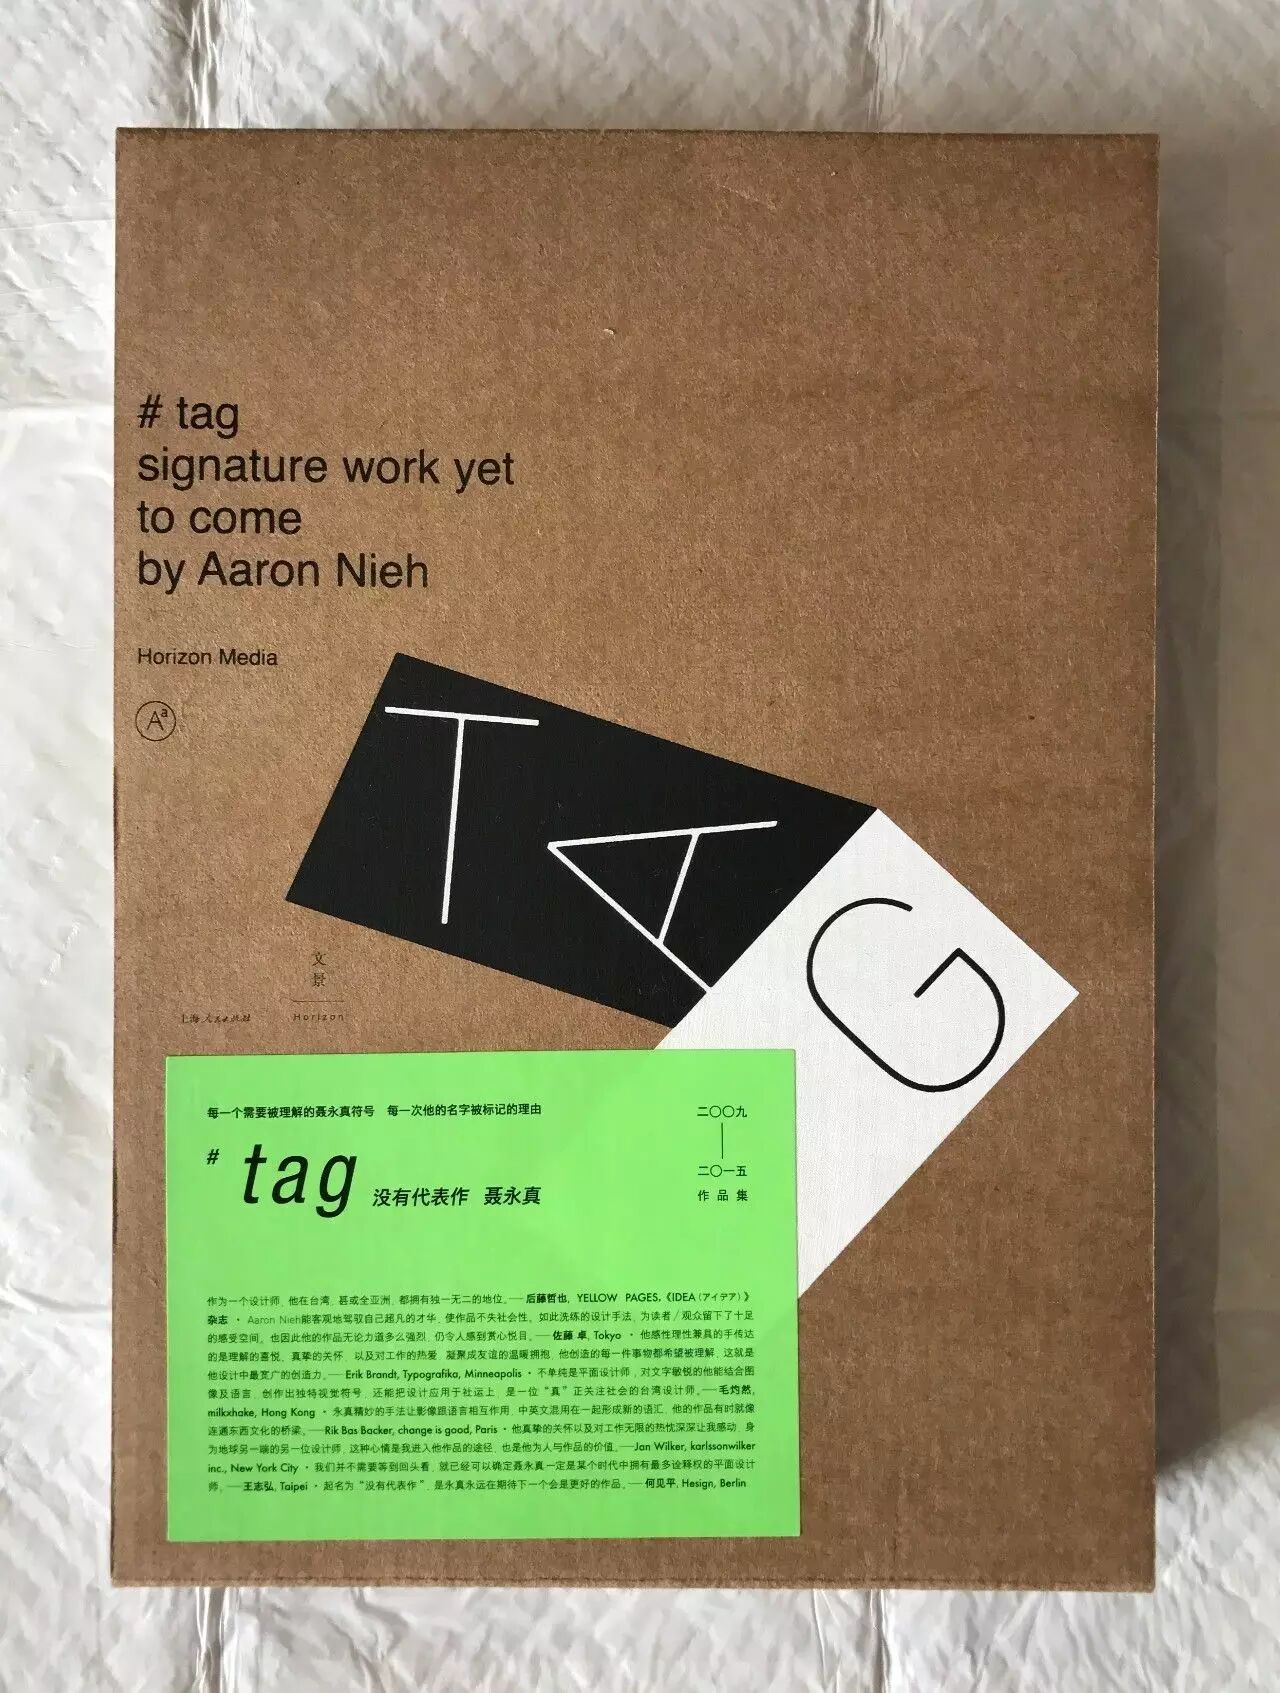 # tag
signature work yet
to come
by Aaron Nieh
Horizon Media
Aa
TAG
文
景
上海人民出版社
Horizon
每一个需要被理解的聂永真符号 每一次他的名字被标记的理由
二〇〇九
二〇一五
作品集
# tag 没有代表作 聂永真
作为一个设计师, 他在台湾, 甚或全亚洲, 都拥有独一无二的地位。── 后藤哲也, YELLOW PAGES,《IDEA（アイデア）》
杂志 · Aaron Nieh能客观地驾驭自己超凡的才华, 使作品不失社会性。如此洗练的设计手法, 为读者／观众留下了十足
的感受空间。也因此他的作品无论力道多么强烈, 仍令人感到赏心悦目。── 佐藤 卓, Tokyo · 他感性理性兼具的手传达
的是理解的喜悦, 真挚的关怀, 以及对工作的热爱, 凝聚成友谊的温暖拥抱, 他创造的每一件事物都希望被理解, 这就是
他设计中最宽广的创造力。── Erik Brandt, Typografika, Minneapolis · 不单纯是平面设计师, 对文字敏锐的他能结合图
像及语言, 创作出独特视觉符号, 还能把设计应用于社运上, 是一位“真”正关注社会的台湾设计师。── 毛灼然,
milkxhake, Hong Kong · 永真精妙的手法让影像跟语言相互作用, 中英文混用在一起形成新的语汇, 他的作品有时就像
连通东西文化的桥梁。── Rik Bas Backer, change is good, Paris · 他真挚的关怀以及对工作无限的热忱深深让我感动, 身
为地球另一端的另一位设计师, 这种心情是我进入他作品的途径, 也是他为人与作品的价值。── Jan Wilker, karlssonwilker
inc., New York City · 我们并不需要等到回头看, 就已经可以确定聂永真一定是某个时代中拥有最多诠释权的平面设计
师。── 王志弘, Taipei · 起名为“没有代表作”, 是永真永远在期待下一个会是更好的作品。── 何见平, Hesign, Berlin